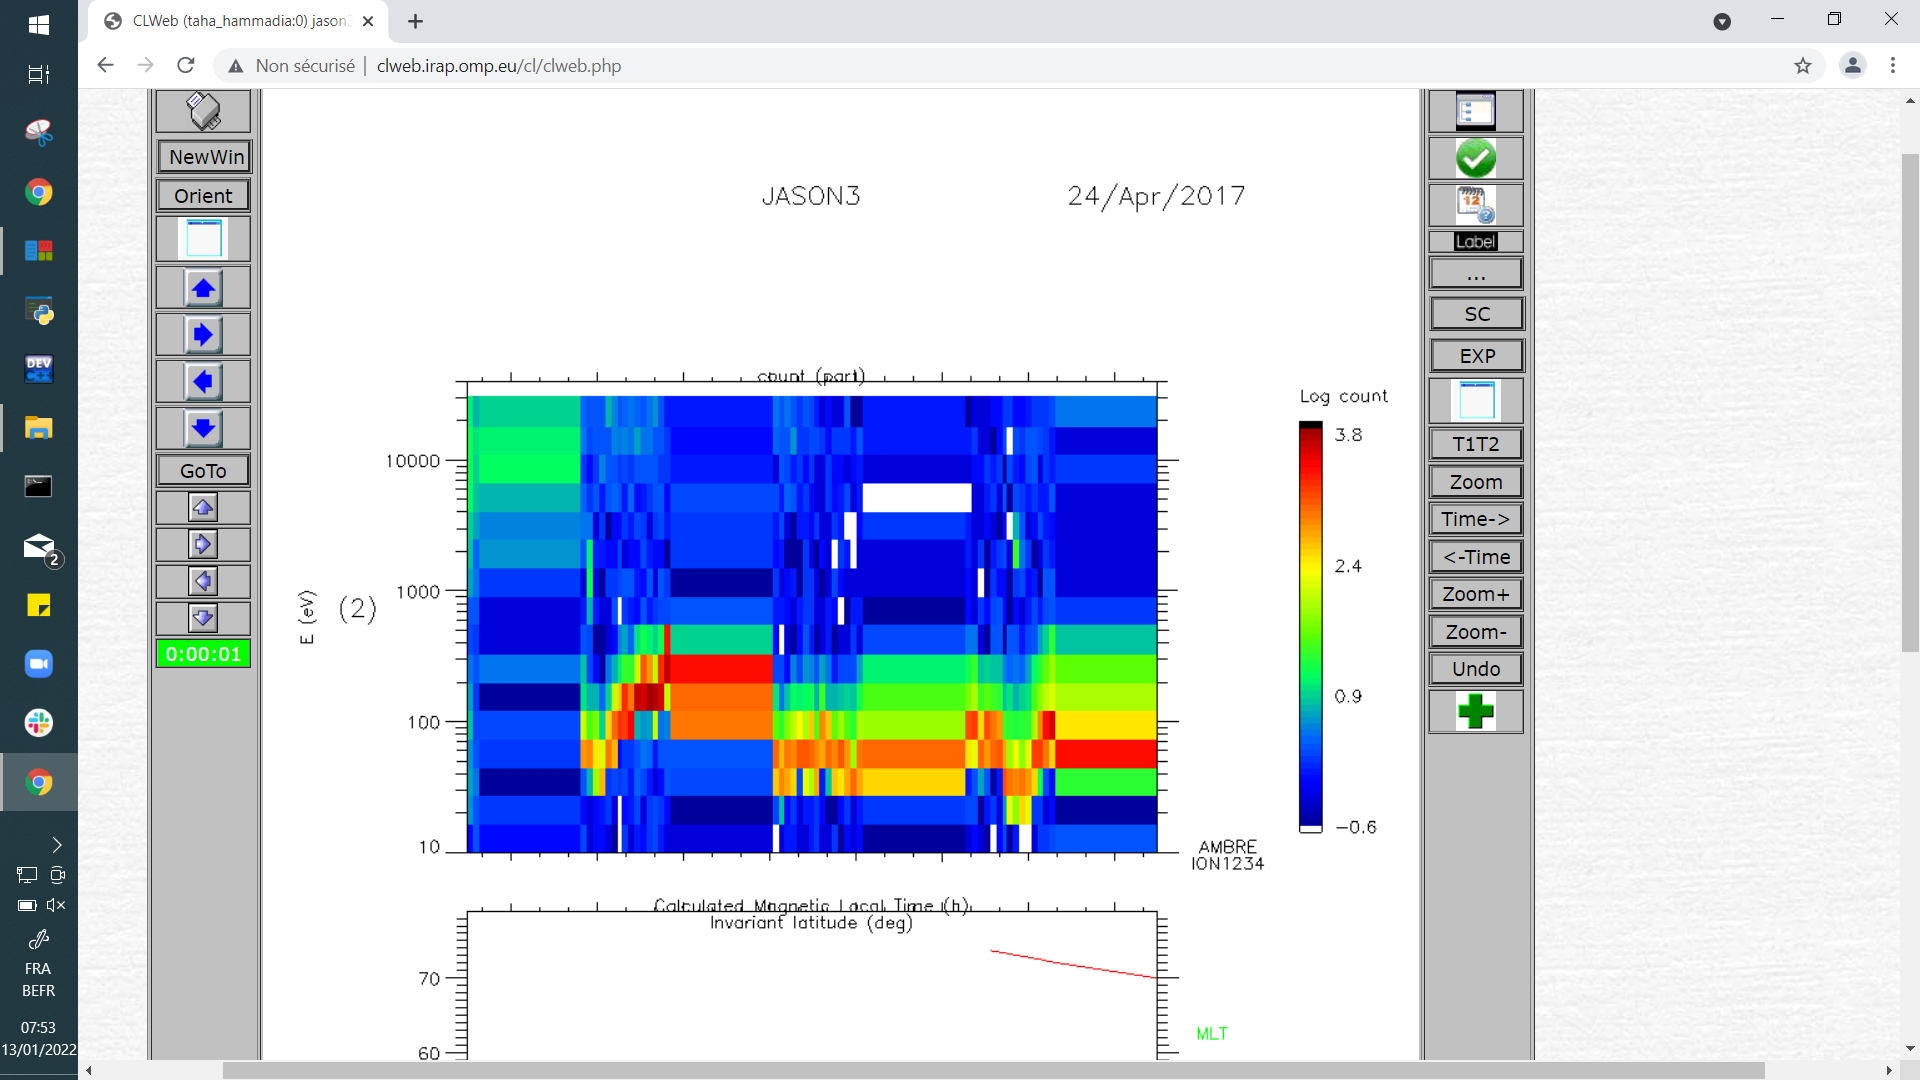 CLWeb (taha_hammadia:0) jason
Non sécurisé
clweb.irap.omp.eu/cl/clweb.php
NewWin
Orient
GoTo
0:00:01
JASON3
24/Apr/2017
count (part)
10000
1000
100
10
E (eV)
(2)
Log count
3.8
2.4
0.9
−0.6
AMBRE
ION1234
Calculated Magnetic Local Time (h)
Invariant latitude (deg)
70
60
MLT
12
Label
...
SC
EXP
T1T2
Zoom
Time->
<-Time
Zoom+
Zoom-
Undo
DEV
C++
2
FRA
BEFR
07:53
13/01/2022